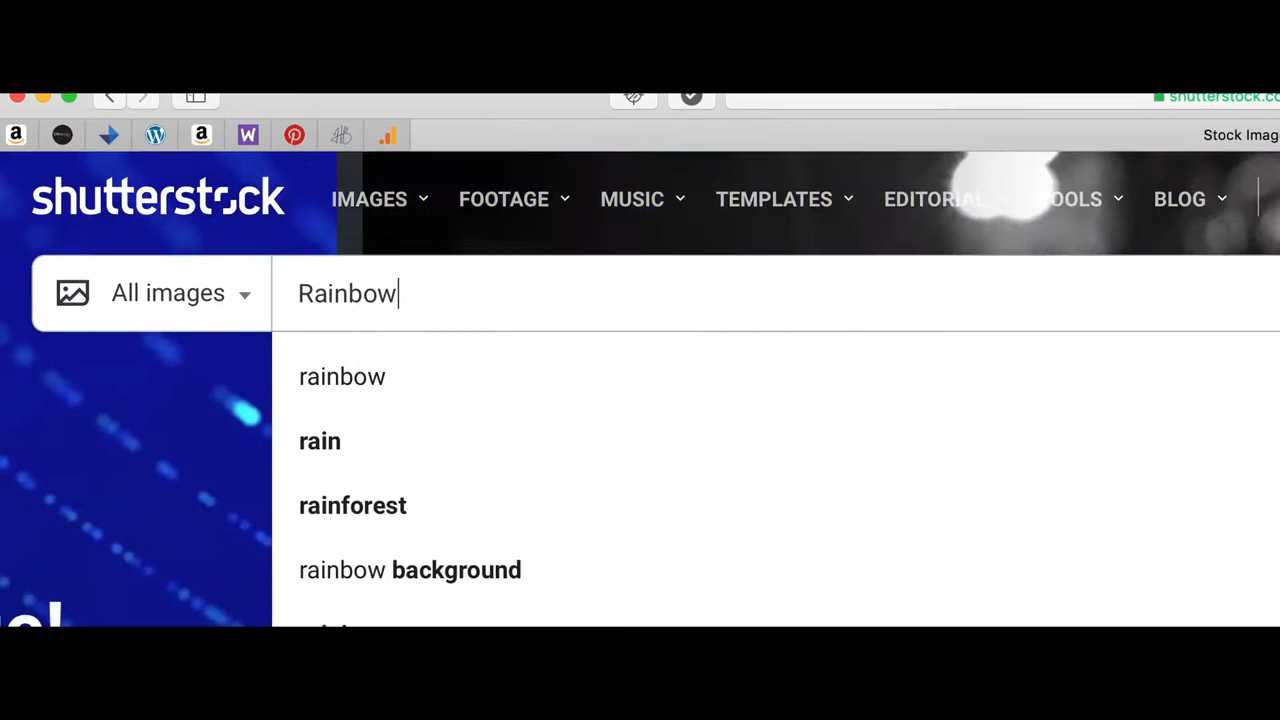 shutterstock.co
Stock Imag
shutterstock IMAGES FOOTAGE MUSIC TEMPLATES EDITORIAL TOOLS BLOG
All images Rainbow
rainbow
rain
rainforest
rainbow background